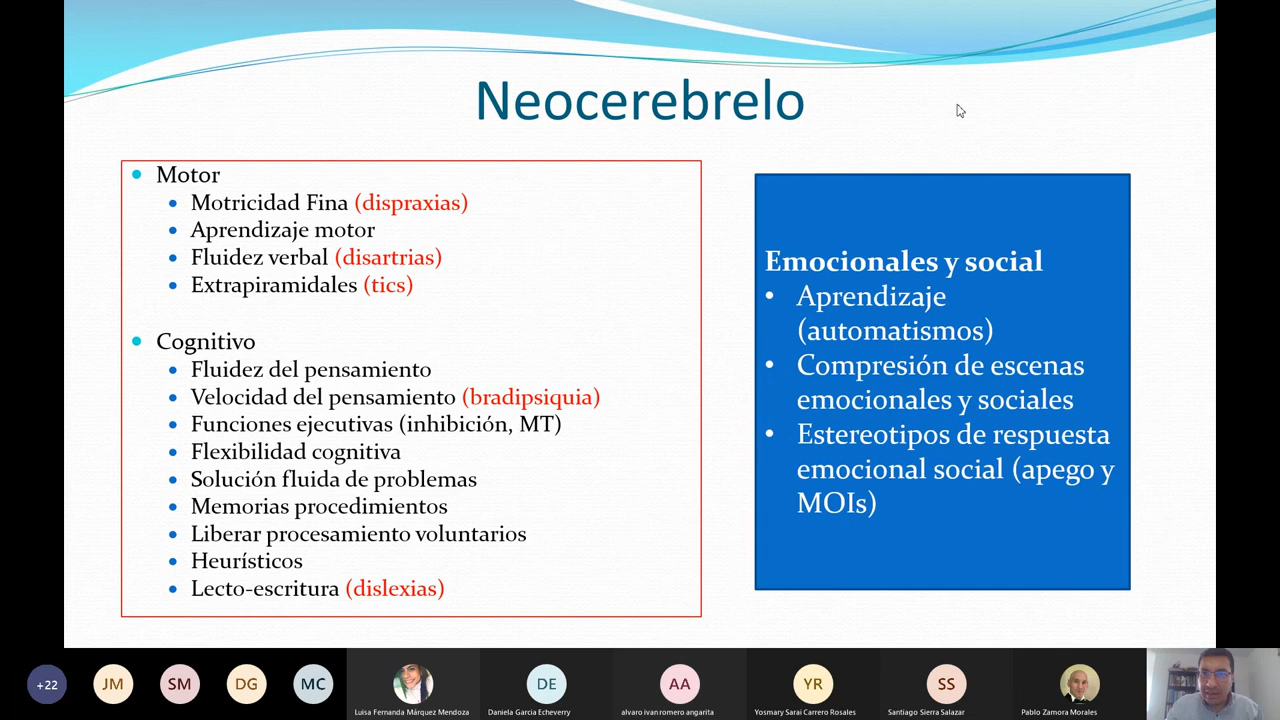 Neocerebrelo
Motor
Motricidad Fina (dispraxias)
Aprendizaje motor
Fluidez verbal (disartrias)
Extrapiramidales (tics)
Cognitivo
Fluidez del pensamiento
Velocidad del pensamiento (bradipsiquia)
Funciones ejecutivas (inhibición, MT)
Flexibilidad cognitiva
Solución fluida de problemas
Memorias procedimientos
Liberar procesamiento voluntarios
Heurísticos
Lecto-escritura (dislexias)
Emocionales y social
Aprendizaje
(automatismos)
Compresión de escenas
emocionales y sociales
Estereotipos de respuesta
emocional social (apego y
MOIs)
+22
JM
SM
DG
MC
DE
AA
YR
SS
Luisa Fernanda Márquez Mendoza
Daniela Garcia Echeverry
alvaro ivan romero angarita
Yosmary Sarai Carrero Rosales
Santiago Sierra Salazar
Pablo Zamora Morales